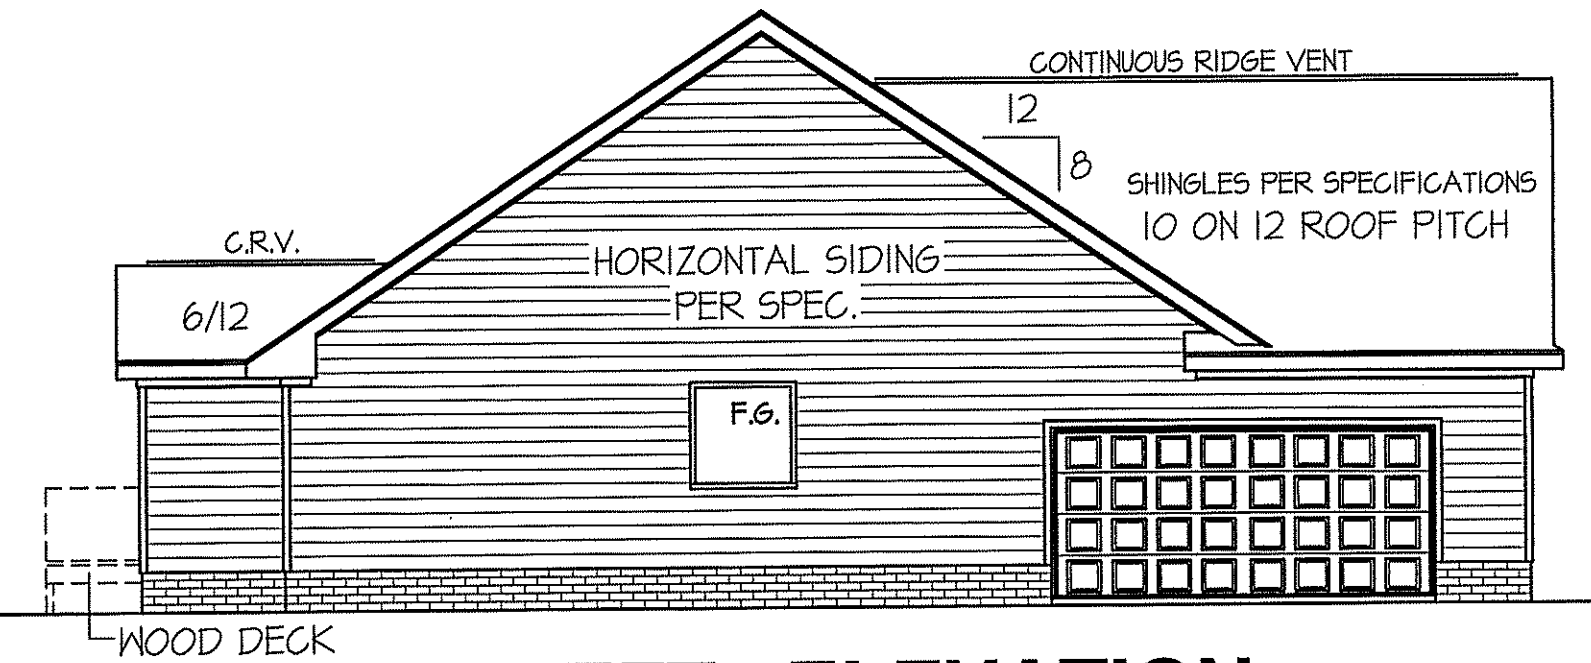 CONTINUOUS RIDGE VENT
12
8
SHINGLES PER SPECIFICATIONS
10 ON 12 ROOF PITCH
C.R.V.
6/12
HORIZONTAL SIDING
PER SPEC.
F.G.
WOOD DECK
ELEVATION